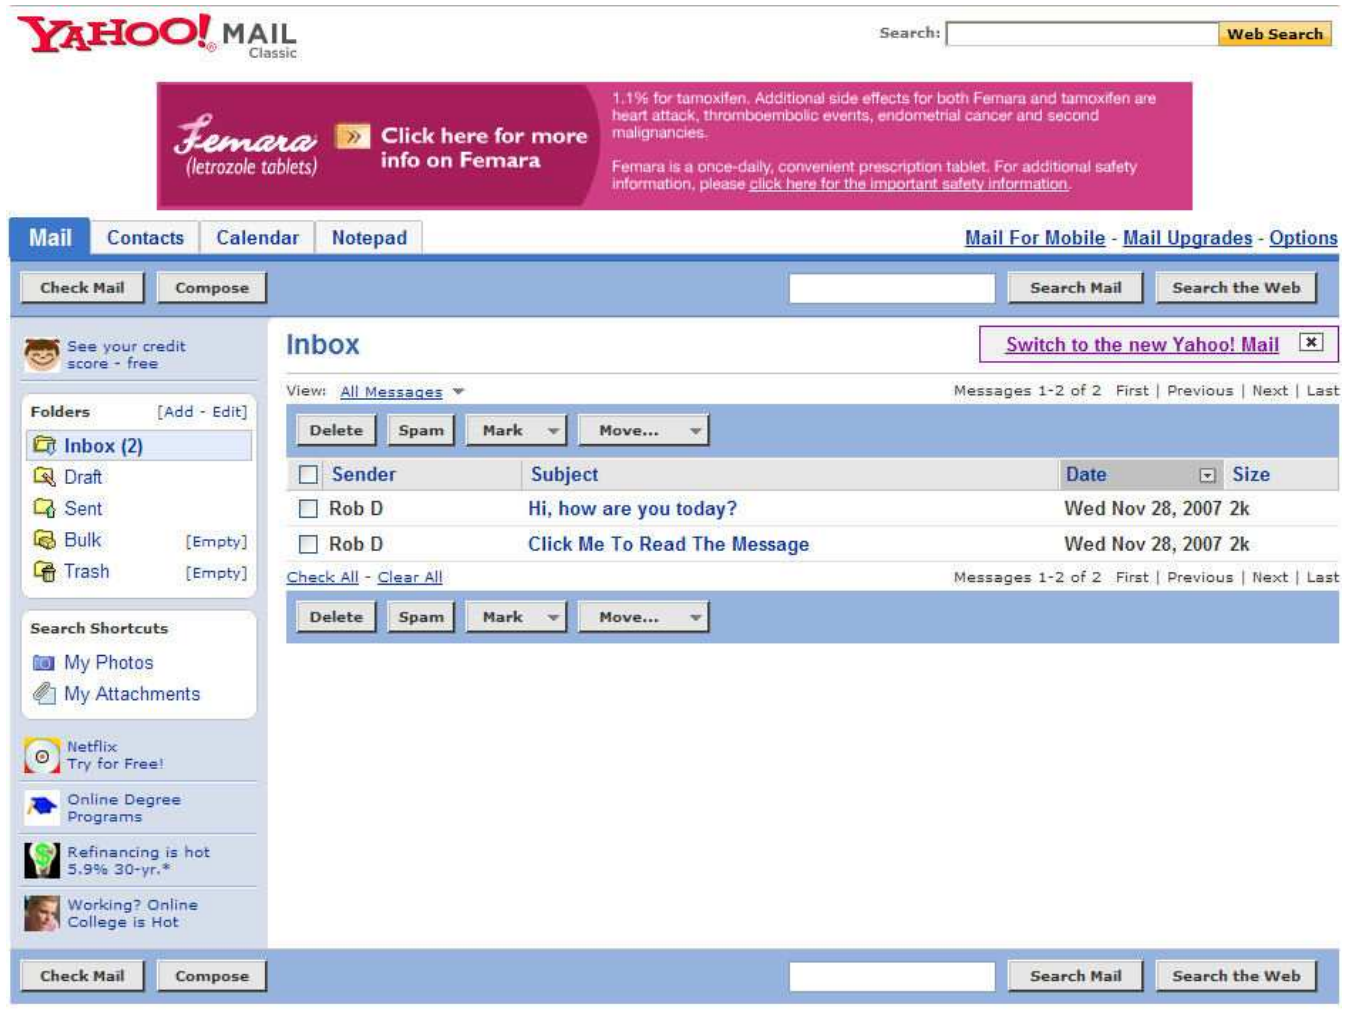 YAHOO!® MAIL
Classic
Search:
Web Search
Femara
(letrozole tablets)
Click here for more
info on Femara
1.1% for tamoxifen. Additional side effects for both Femara and tamoxifen are
heart attack, thromboembolic events, endometrial cancer and second
malignancies.
Femara is a once-daily, convenient prescription tablet. For additional safety
information, please click here for the important safety information.
Mail Contacts Calendar Notepad
Mail For Mobile - Mail Upgrades - Options
Check Mail Compose
Search Mail Search the Web
See your credit
score - free
Folders [Add - Edit]
Inbox (2)
Draft
Sent
Bulk [Empty]
Trash [Empty]
Search Shortcuts
My Photos
My Attachments
Netflix
Try for Free!
Online Degree
Programs
Refinancing is hot
5.9% 30-yr.*
Working? Online
College is Hot
Inbox
Switch to the new Yahoo! Mail
View: All Messages
Messages 1-2 of 2 First | Previous | Next | Last
Delete Spam Mark Move...
Sender Subject Date Size
Rob D Hi, how are you today? Wed Nov 28, 2007 2k
Rob D Click Me To Read The Message Wed Nov 28, 2007 2k
Check All - Clear All
Messages 1-2 of 2 First | Previous | Next | Last
Delete Spam Mark Move...
Check Mail Compose
Search Mail Search the Web